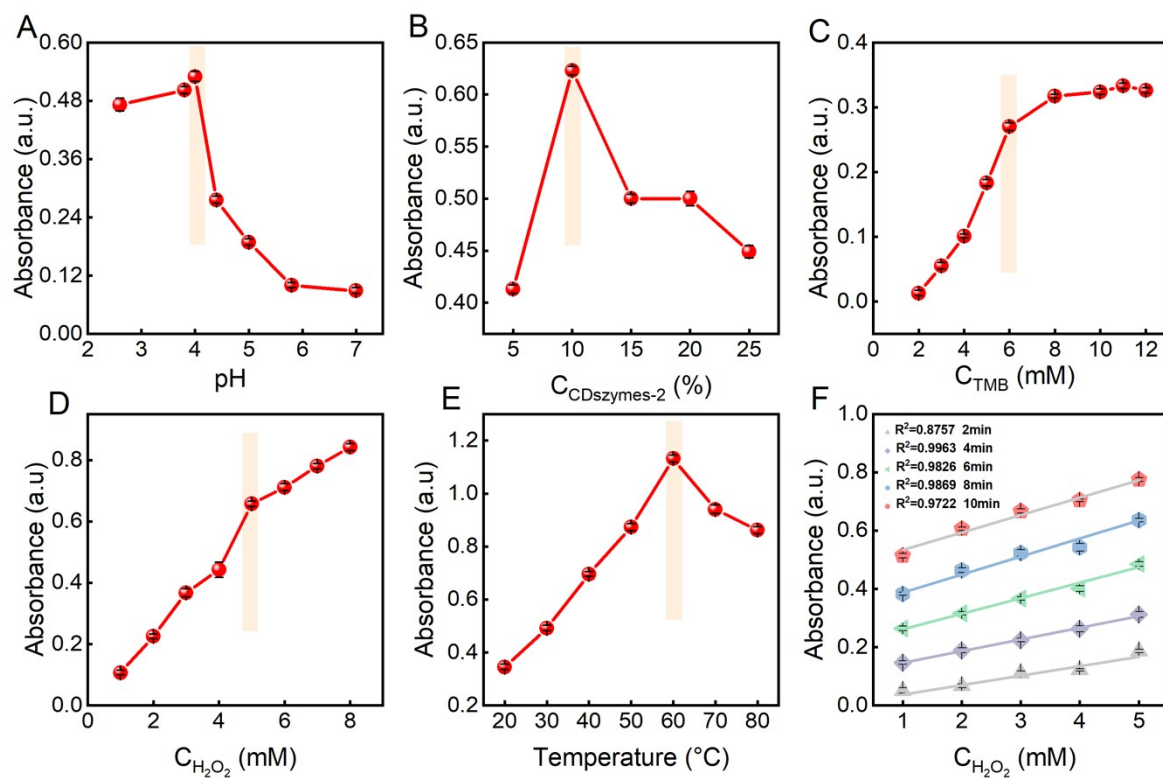 A
0.60
0.48
0.36
0.24
0.12
0.00
2 3 4 5 6 7
Absorbance (a.u.)
pH
B
0.65
0.60
0.55
0.50
0.45
0.40
5 10 15 20 25
Absorbance (a.u.)
C_CDszymes-2 (%)
C
0.4
0.3
0.2
0.1
0.0
0 2 4 6 8 10 12
Absorbance (a.u.)
C_TMB (mM)
D
0.8
0.6
0.4
0.2
0.0
0 2 4 6 8
Absorbance (a.u)
C_H₂O₂ (mM)
E
1.2
1.0
0.8
0.6
0.4
0.2
20 30 40 50 60 70 80
Absorbance (a.u)
Temperature (°C)
F
1.0
0.8
0.6
0.4
0.2
0.0
R²=0.8757 2min
R²=0.9963 4min
R²=0.9826 6min
R²=0.9869 8min
R²=0.9722 10min
1 2 3 4 5
Absorbance (a.u.)
C_H₂O₂ (mM)